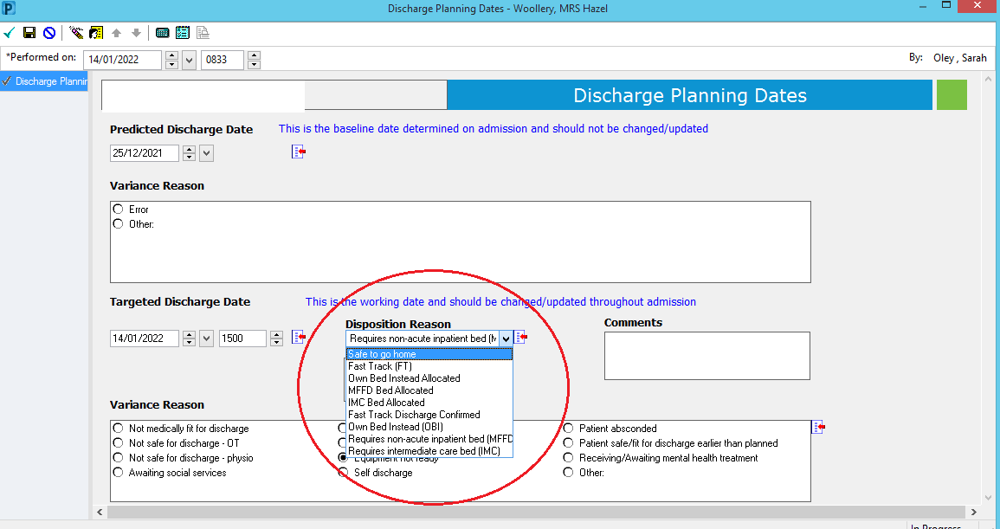 P
Discharge Planning Dates - Woollery, MRS Hazel
*Performed on: 14/01/2022 0833 By: Oley , Sarah
Discharge Plannin
Discharge Planning Dates
Predicted Discharge Date This is the baseline date determined on admission and should not be changed/updated
25/12/2021
Variance Reason
Error
Other:
Targeted Discharge Date This is the working date and should be changed/updated throughout admission
Disposition Reason Comments
14/01/2022 1500 Requires non-acute inpatient bed (M
Safe to go home
Fast Track (FT)
Own Bed Instead Allocated
MFFD Bed Allocated
IMC Bed Allocated
Fast Track Discharge Confirmed
Own Bed Instead (OBI)
Requires non-acute inpatient bed (MFFD
Requires intermediate care bed (IMC)
Variance Reason
Not medically fit for discharge Patient absconded
Not safe for discharge - OT Patient safe/fit for discharge earlier than planned
Not safe for discharge - physio Equipment not ready Receiving/Awaiting mental health treatment
Awaiting social services Self discharge Other:
In Progress